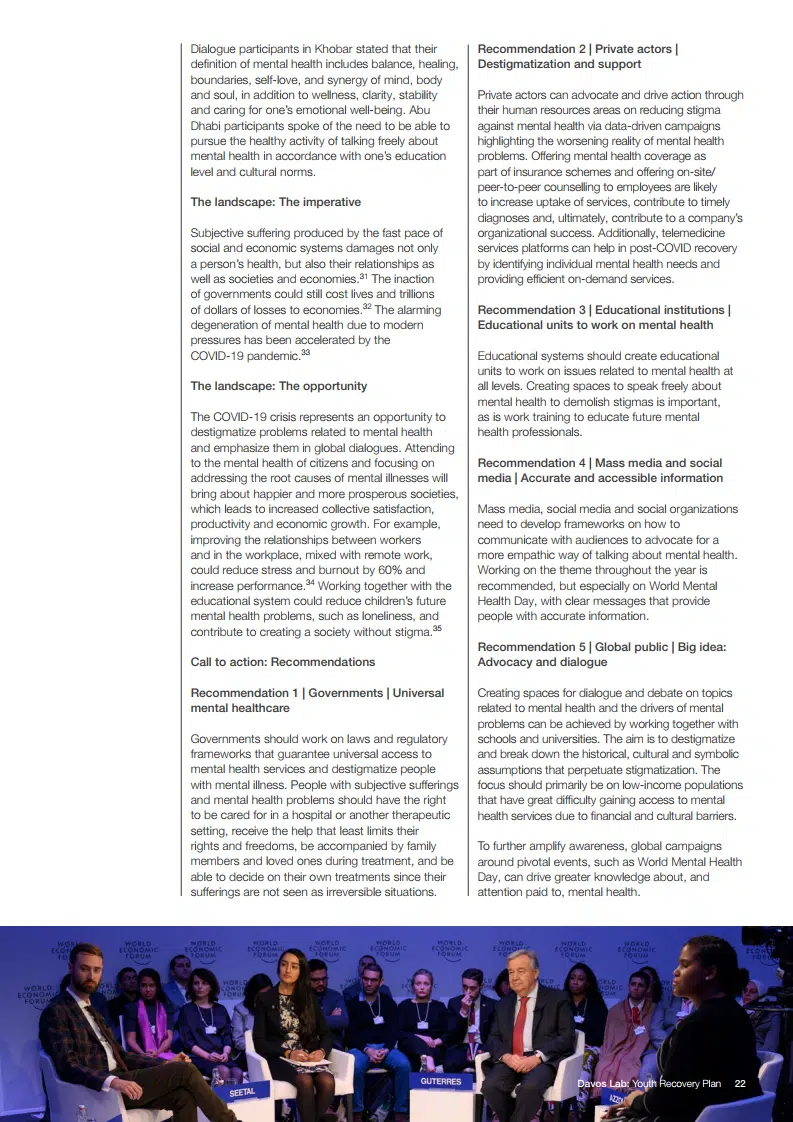 Dialogue participants in Khobar stated that their
definition of mental health includes balance, healing,
boundaries, self-love, and synergy of mind, body
and soul, in addition to wellness, clarity, stability
and caring for one's emotional well-being. Abu
Dhabi participants spoke of the need to be able to
pursue the healthy activity of talking freely about
mental health in accordance with one's education
level and cultural norms.
The landscape: The imperative
Subjective suffering produced by the fast pace of
social and economic systems damages not only
a person's health, but also their relationships as
well as societies and economies.31 The inaction
of governments could still cost lives and trillions
of dollars of losses to economies.32 The alarming
degeneration of mental health due to modern
pressures has been accelerated by the
COVID-19 pandemic.33
The landscape: The opportunity
The COVID-19 crisis represents an opportunity to
destigmatize problems related to mental health
and emphasize them in global dialogues. Attending
to the mental health of citizens and focusing on
addressing the root causes of mental illnesses will
bring about happier and more prosperous societies,
which leads to increased collective satisfaction,
productivity and economic growth. For example,
improving the relationships between workers
and in the workplace, mixed with remote work,
could reduce stress and burnout by 60% and
increase performance.34 Working together with the
educational system could reduce children's future
mental health problems, such as loneliness, and
contribute to creating a society without stigma.35
Call to action: Recommendations
Recommendation 1 | Governments | Universal
mental healthcare
Governments should work on laws and regulatory
frameworks that guarantee universal access to
mental health services and destigmatize people
with mental illness. People with subjective sufferings
and mental health problems should have the right
to be cared for in a hospital or another therapeutic
setting, receive the help that least limits their
rights and freedoms, be accompanied by family
members and loved ones during treatment, and be
able to decide on their own treatments since their
sufferings are not seen as irreversible situations.
Recommendation 2 | Private actors |
Destigmatization and support
Private actors can advocate and drive action through
their human resources areas on reducing stigma
against mental health via data-driven campaigns
highlighting the worsening reality of mental health
problems. Offering mental health coverage as
part of insurance schemes and offering on-site/
peer-to-peer counselling to employees are likely
to increase uptake of services, contribute to timely
diagnoses and, ultimately, contribute to a company's
organizational success. Additionally, telemedicine
services platforms can help in post-COVID recovery
by identifying individual mental health needs and
providing efficient on-demand services.
Recommendation 3 | Educational institutions |
Educational units to work on mental health
Educational systems should create educational
units to work on issues related to mental health at
all levels. Creating spaces to speak freely about
mental health to demolish stigmas is important,
as is work training to educate future mental
health professionals.
Recommendation 4 | Mass media and social
media | Accurate and accessible information
Mass media, social media and social organizations
need to develop frameworks on how to
communicate with audiences to advocate for a
more empathic way of talking about mental health.
Working on the theme throughout the year is
recommended, but especially on World Mental
Health Day, with clear messages that provide
people with accurate information.
Recommendation 5 | Global public | Big idea:
Advocacy and dialogue
Creating spaces for dialogue and debate on topics
related to mental health and the drivers of mental
problems can be achieved by working together with
schools and universities. The aim is to destigmatize
and break down the historical, cultural and symbolic
assumptions that perpetuate stigmatization. The
focus should primarily be on low-income populations
that have great difficulty gaining access to mental
health services due to financial and cultural barriers.
To further amplify awareness, global campaigns
around pivotal events, such as World Mental Health
Day, can drive greater knowledge about, and
attention paid to, mental health.
WORLD
ECONOMIC
FORUM
SEETAL
GUTERRES
Davos Lab: Youth Recovery Plan 22